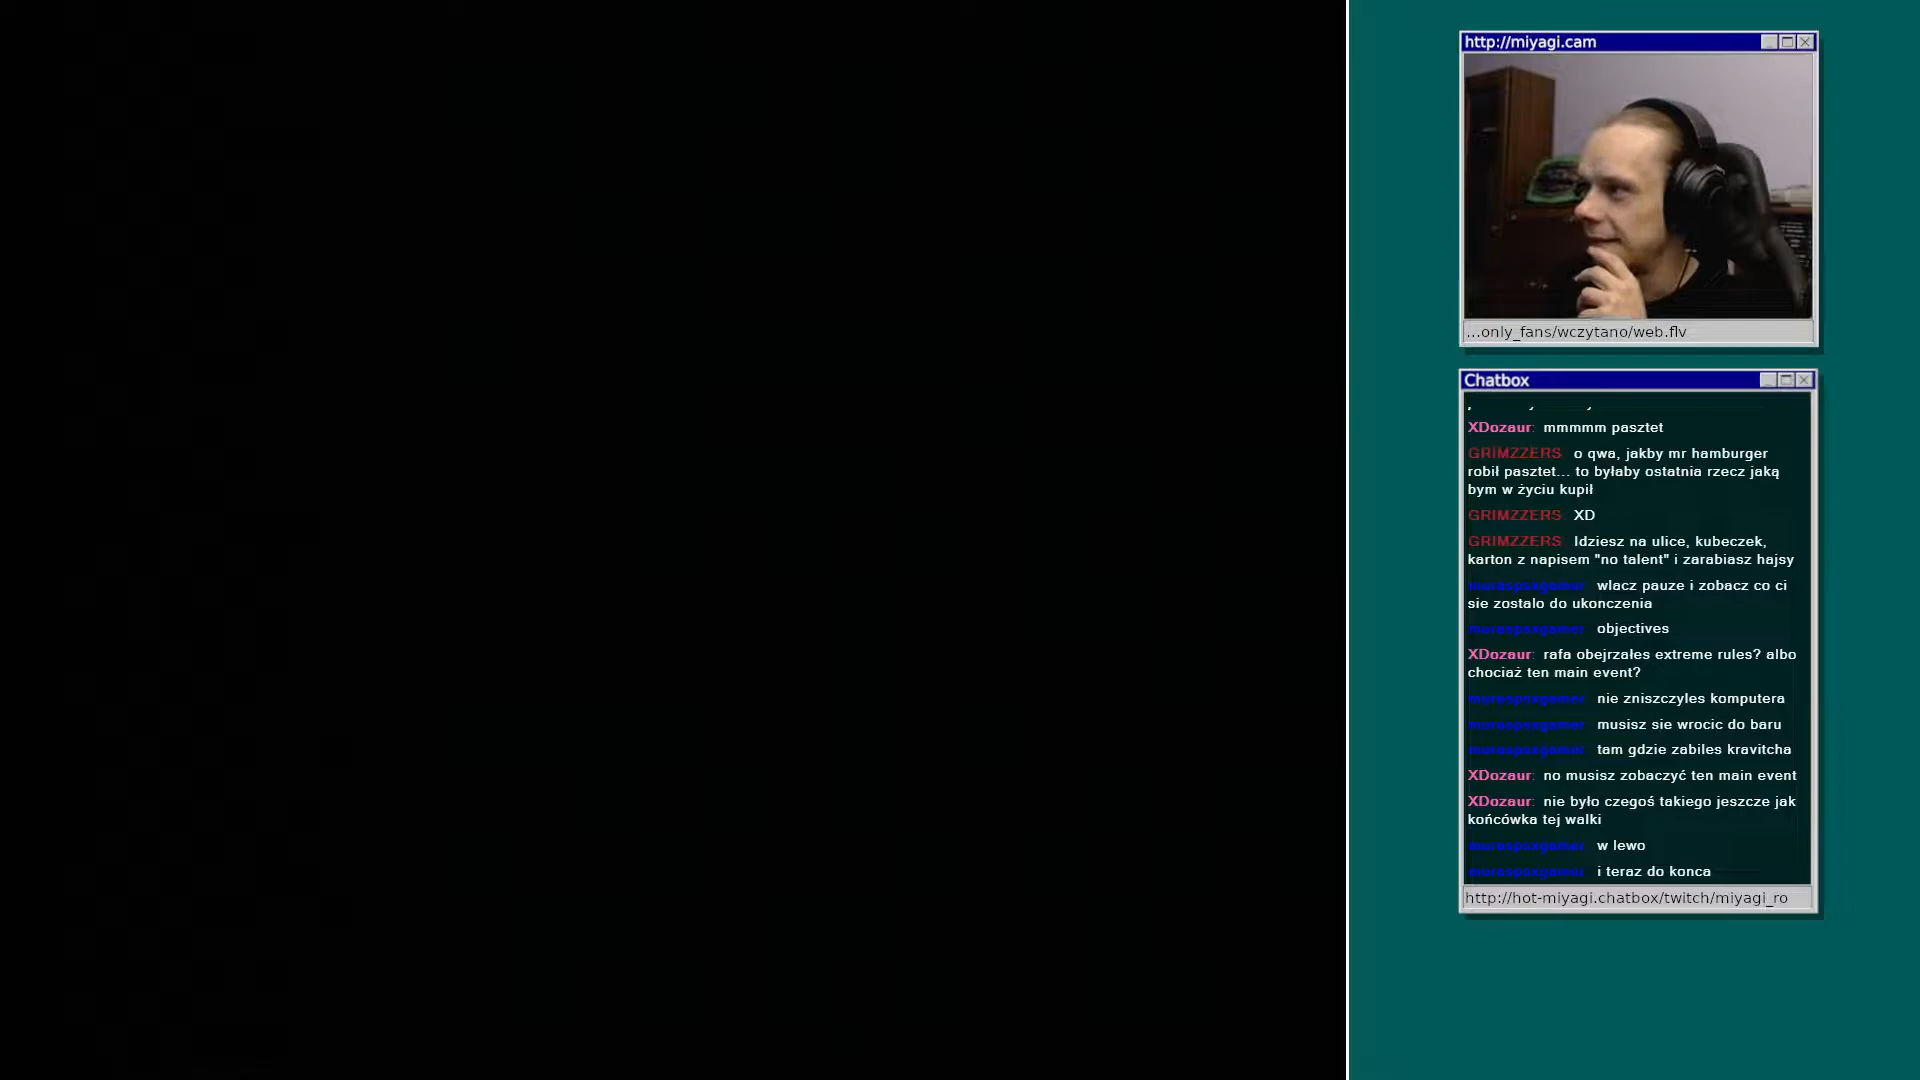 http://miyagi.cam
...only_fans/wczytano/web.flv
Chatbox
XDozaur: mmmmm pasztet
GRIMZZERS: o qwa, jakby mr hamburger
robił pasztet... to byłaby ostatnia rzecz jaką
bym w życiu kupił
GRIMZZERS: XD
GRIMZZERS: Idziesz na ulice, kubeczek,
karton z napisem "no talent" i zarabiasz hajsy
wlacz pauze i zobacz co ci
sie zostalo do ukonczenia
objectives
XDozaur: rafa obejrzałes extreme rules? albo
chociaż ten main event?
nie zniszczyles komputera
musisz sie wrocic do baru
tam gdzie zabiles kravitcha
XDozaur: no musisz zobaczyć ten main event
XDozaur: nie było czegoś takiego jeszcze jak
końcówka tej walki
w lewo
i teraz do konca
http://hot-miyagi.chatbox/twitch/miyagi_ro